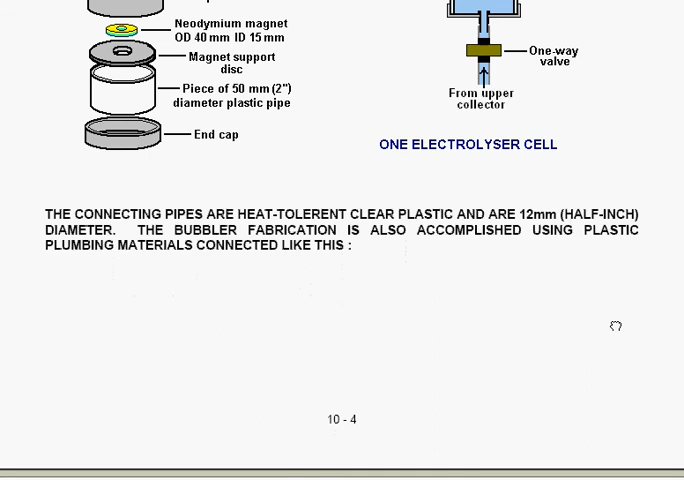 Neodymium magnet
OD 40 mm ID 15 mm
Magnet support
disc
Piece of 50 mm (2")
diameter plastic pipe
End cap
One-way
valve
From upper
collector
ONE ELECTROLYSER CELL
THE CONNECTING PIPES ARE HEAT-TOLERENT CLEAR PLASTIC AND ARE 12mm (HALF-INCH)
DIAMETER. THE BUBBLER FABRICATION IS ALSO ACCOMPLISHED USING PLASTIC
PLUMBING MATERIALS CONNECTED LIKE THIS :
10 - 4